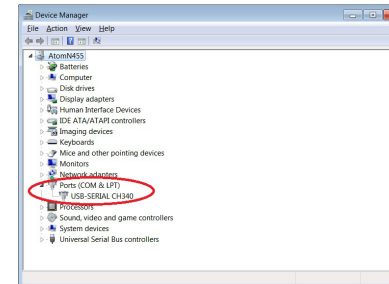 Device Manager
File Action View Help
AtomN455
Batteries
Computer
Disk drives
Display adapters
Human Interface Devices
IDE ATA/ATAPI controllers
Imaging devices
Keyboards
Mice and other pointing devices
Monitors
Network adapters
Ports (COM & LPT)
USB-SERIAL CH340
Processors
Sound, video and game controllers
System devices
Universal Serial Bus controllers